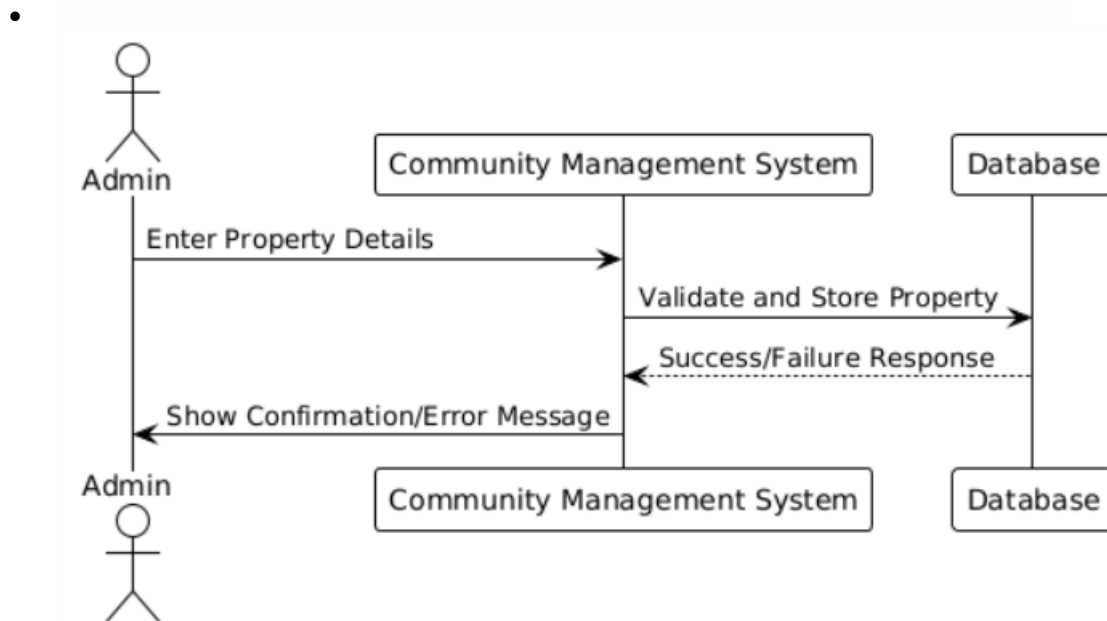 Admin
Community Management System
Database
Enter Property Details
Validate and Store Property
Success/Failure Response
Show Confirmation/Error Message
Admin
Community Management System
Database